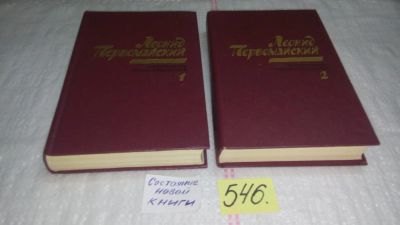 Леонид
Первомайский
1
Леонид
Первомайский
2
Состояние
новой
книги
546.